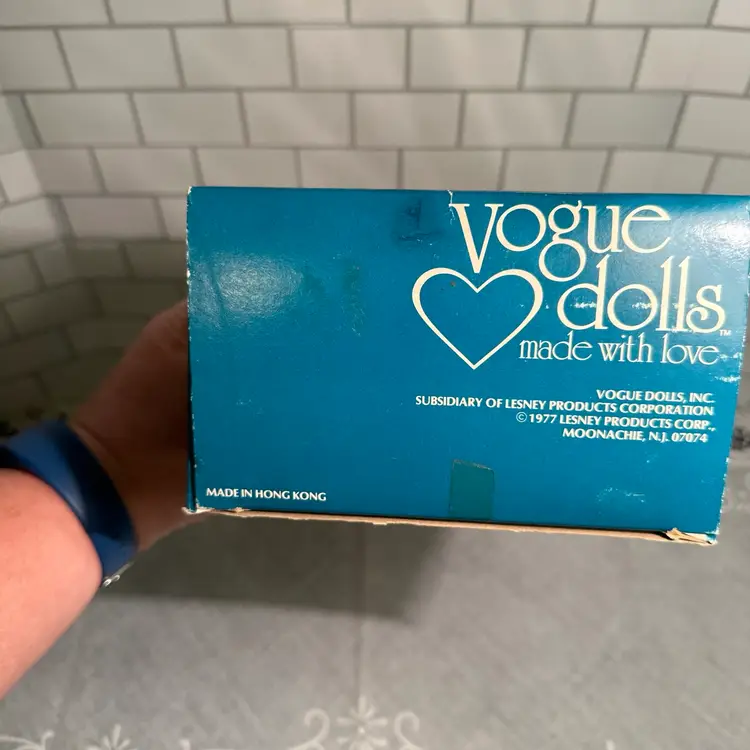 Vogue
dolls™
made with love
VOGUE DOLLS, INC.
SUBSIDIARY OF LESNEY PRODUCTS CORPORATION
© 1977 LESNEY PRODUCTS CORP.,
MOONACHIE, N.J. 07074
MADE IN HONG KONG